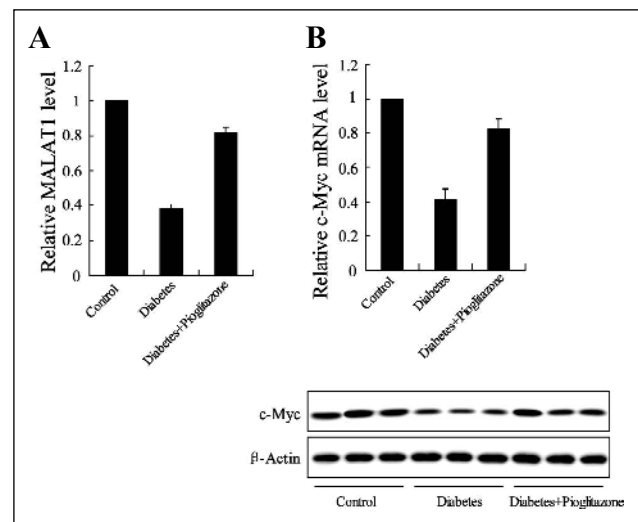 A
B
Relative MALAT1 level
1.2
1
0.8
0.6
0.4
0.2
0
Control
Diabetes
Diabetes+Pioglitazone
Relative c-Myc mRNA level
1.2
1
0.8
0.6
0.4
0.2
0
Control
Diabetes
Diabetes+Pioglitazone
c-Myc
β-Actin
Control
Diabetes
Diabetes+Pioglitazone